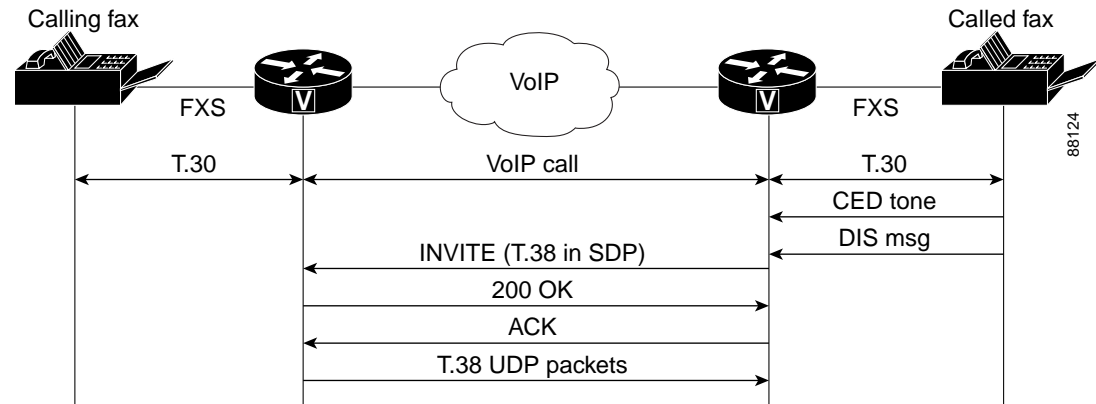 Calling fax
Called fax
VoIP
V
V
FXS
FXS
88124
T.30
VoIP call
T.30
CED tone
DIS msg
INVITE (T.38 in SDP)
200 OK
ACK
T.38 UDP packets